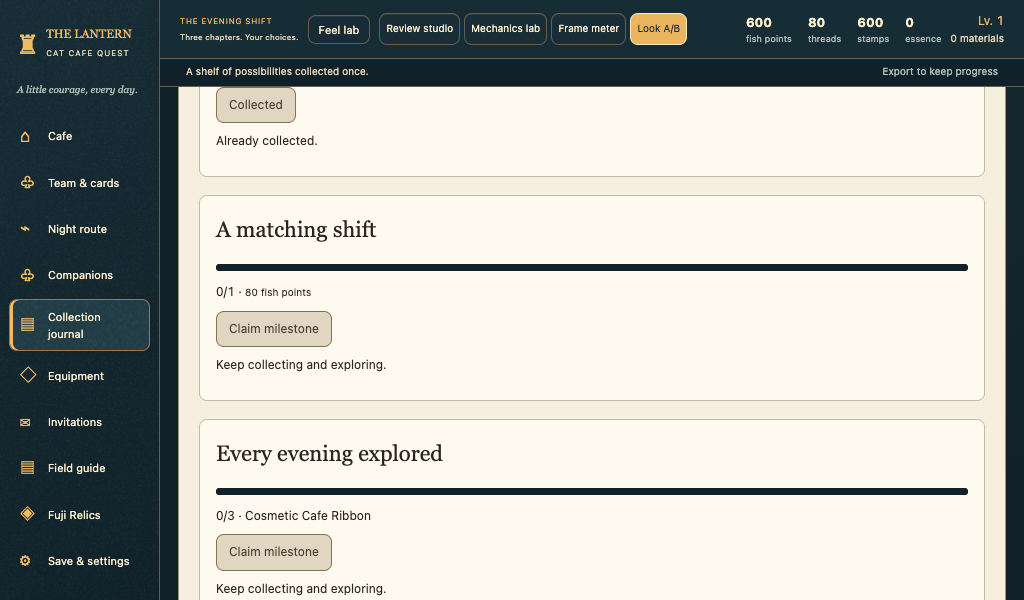 THE LANTERN
CAT CAFE QUEST
A little courage, every day.
Cafe
Team & cards
Night route
Companions
Collection
journal
Equipment
Invitations
Field guide
Fuji Relics
Save & settings
THE EVENING SHIFT
Three chapters. Your choices.
Feel lab
Review studio
Mechanics lab
Frame meter
Look A/B
600
fish points
80
threads
600
stamps
0
essence
Lv. 1
0 materials
A shelf of possibilities collected once.
Export to keep progress
Collected
Already collected.
A matching shift
0/1 · 80 fish points
Claim milestone
Keep collecting and exploring.
Every evening explored
0/3 · Cosmetic Cafe Ribbon
Claim milestone
Keep collecting and exploring.